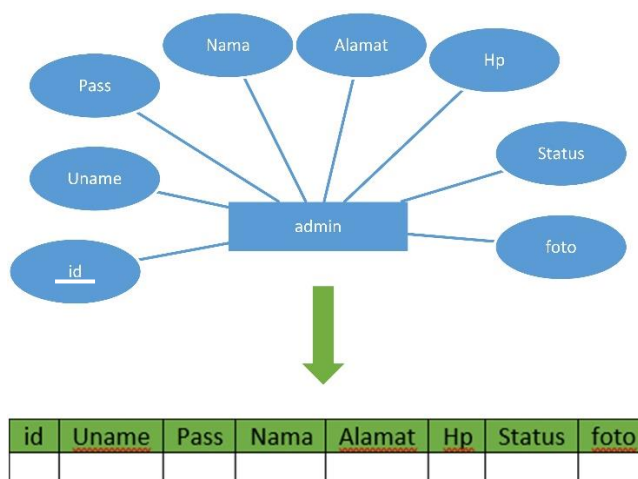 Nama
Alamat
Hp
Pass
Status
Uname
admin
foto
id
id Uname Pass Nama Alamat Hp Status foto